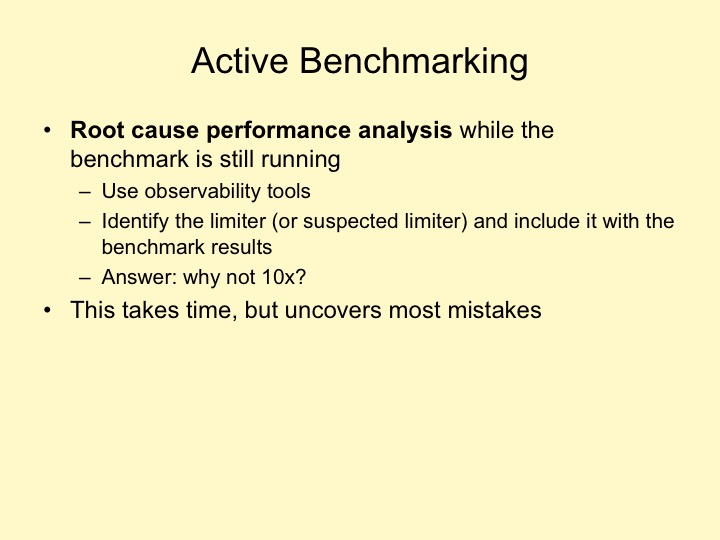 Active Benchmarking
• Root cause performance analysis while the
benchmark is still running
– Use observability tools
– Identify the limiter (or suspected limiter) and include it with the
benchmark results
– Answer: why not 10x?
• This takes time, but uncovers most mistakes